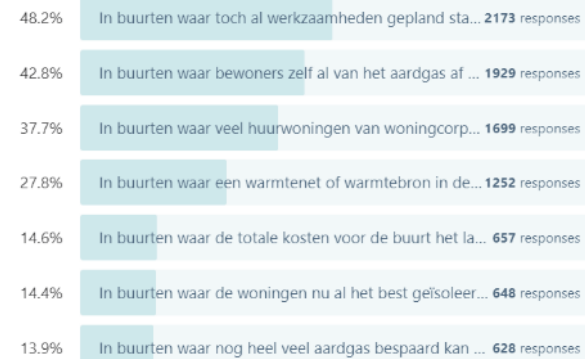 48.2% In buurten waar toch al werkzaamheden gepland sta... 2173 responses
42.8% In buurten waar bewoners zelf al van het aardgas af ... 1929 responses
37.7% In buurten waar veel huurwoningen van woningcorp... 1699 responses
27.8% In buurten waar een warmtenet of warmtebron in de... 1252 responses
14.6% In buurten waar de totale kosten voor de buurt het la... 657 responses
14.4% In buurten waar de woningen nu al het best geïsoleer... 648 responses
13.9% In buurten waar nog heel veel aardgas bespaard kan ... 628 responses